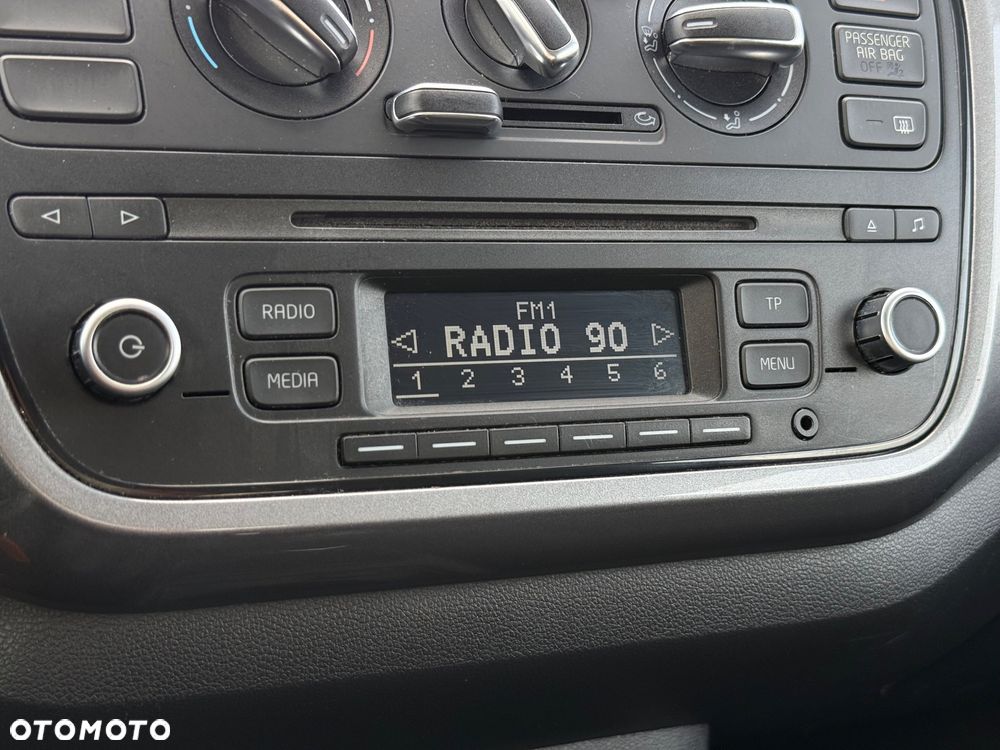 PASSENGER
AIR BAG
OFF
RADIO
MEDIA
FM1
RADIO 90
1 2 3 4 5 6
TP
MENU
OTOMOTO